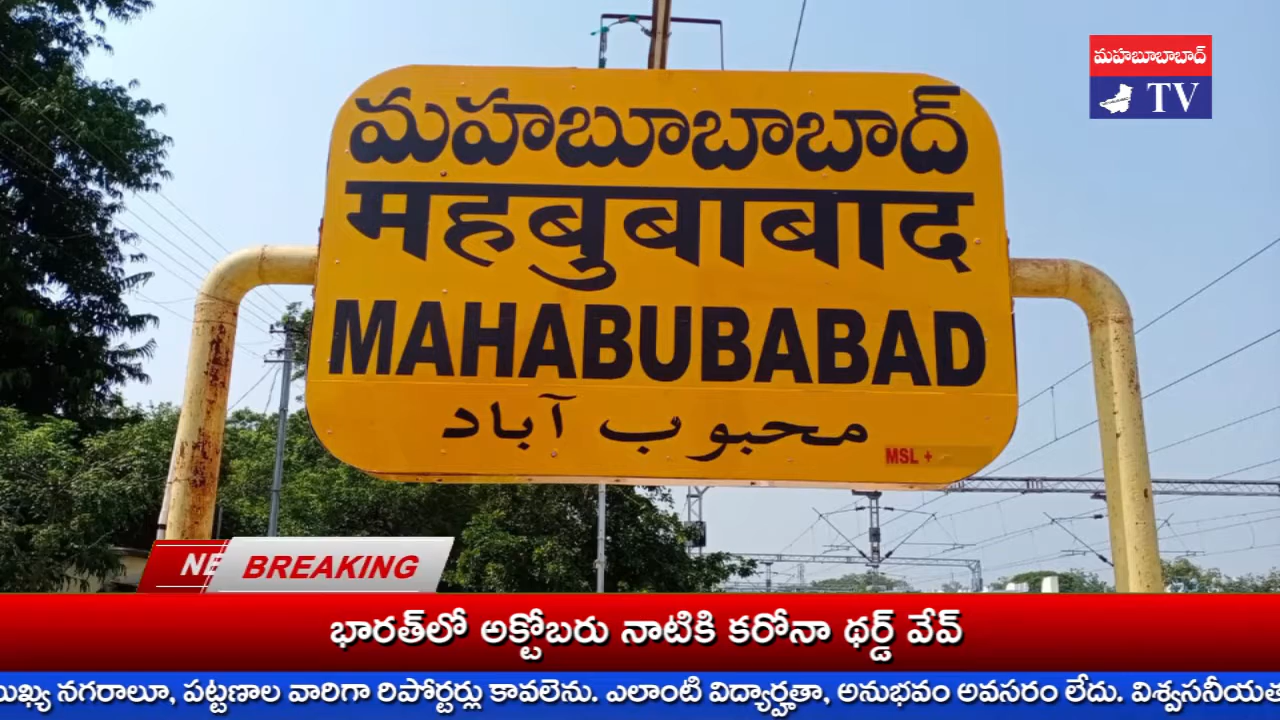 మహబూబాబాద్
TV
మహబూబాబాద్
महबुबाबाद
MAHABUBABAD
محبوب آباد
MSL +
BREAKING
భారత్‌లో అక్టోబరు నాటికి కరోనా థర్డ్ వేవ్
నగరాలూ, పట్టణాల వారిగా రిపోర్టర్లు కావలెను. ఎలాంటి విద్యార్హతా, అనుభవం అవసరం లేదు.